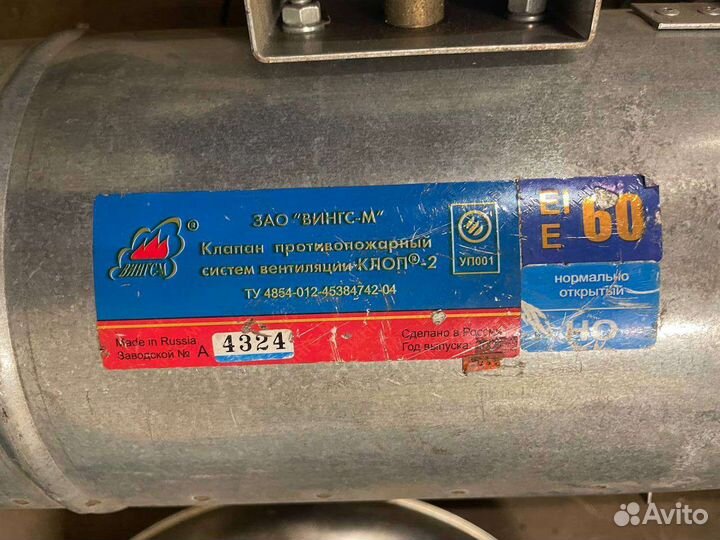 ЗАО "ВИНГС-М"
Клапан противопожарный
систем вентиляции КЛОП®-2
ТУ 4854-012-45384742-04
ВИНГС-М
®
УП001
Made in Russia
Заводской № А 4324
Сделано в России
Год выпуска:
EI 60
E
нормально
открытый
НО
Avito